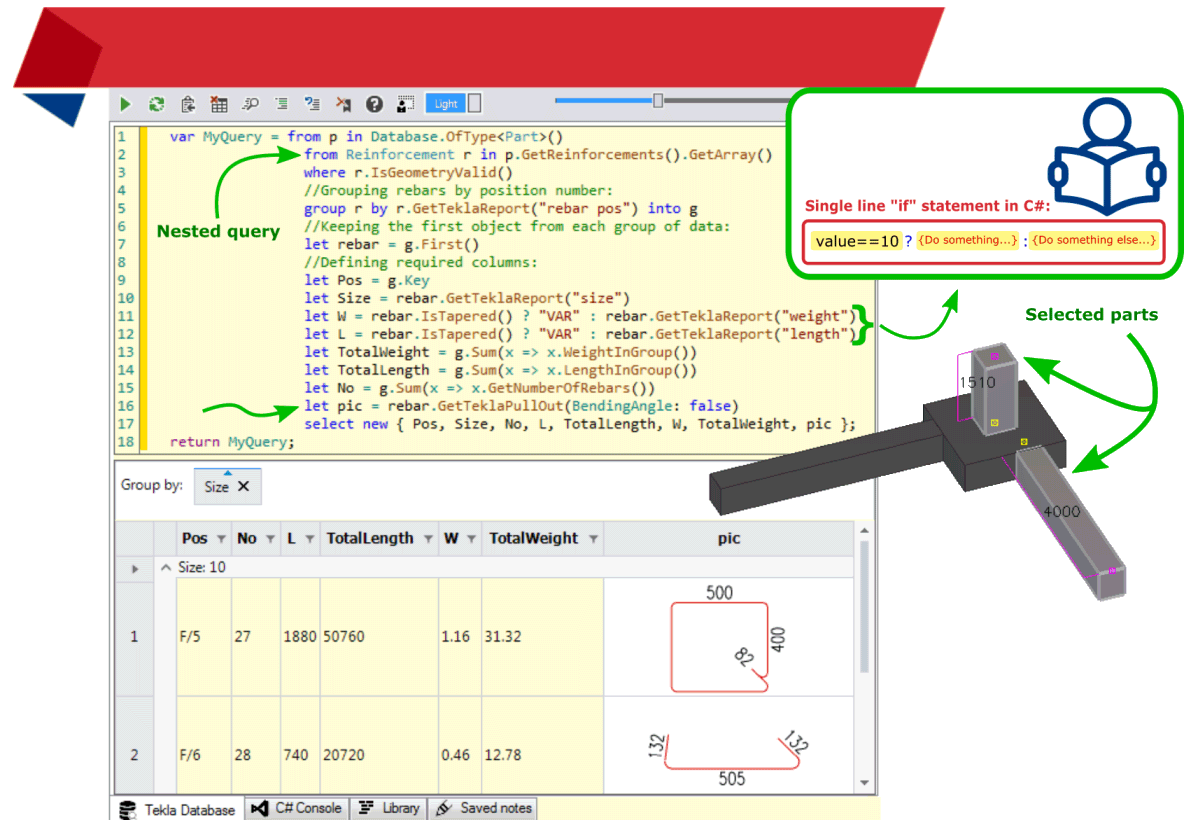 Light
1 var MyQuery = from p in Database.OfType<Part>()
2 from Reinforcement r in p.GetReinforcements().GetArray()
3 where r.IsGeometryValid()
4 //Grouping rebars by position number:
5 group r by r.GetTeklaReport("rebar pos") into g
6 //Keeping the first object from each group of data:
7 let rebar = g.First()
8 //Defining required columns:
9 let Pos = g.Key
10 let Size = rebar.GetTeklaReport("size")
11 let W = rebar.IsTapered() ? "VAR" : rebar.GetTeklaReport("weight")
12 let L = rebar.IsTapered() ? "VAR" : rebar.GetTeklaReport("length")
13 let TotalWeight = g.Sum(x => x.WeightInGroup())
14 let TotalLength = g.Sum(x => x.LengthInGroup())
15 let No = g.Sum(x => x.GetNumberOfRebars())
16 let pic = rebar.GetTeklaPullOut(BendingAngle: false)
17 select new { Pos, Size, No, L, TotalLength, W, TotalWeight, pic };
18 return MyQuery;
Nested query
}
Single line "if" statement in C#:
value==10 ? {Do something...} : {Do something else...}
Selected parts
1510
4000
Group by: Size X
Pos No L TotalLength W TotalWeight pic
Size: 10
1 F/5 27 1880 50760 1.16 31.32
500
400
82
2 F/6 28 740 20720 0.46 12.78
132
132
505
Tekla Database C# Console Library Saved notes